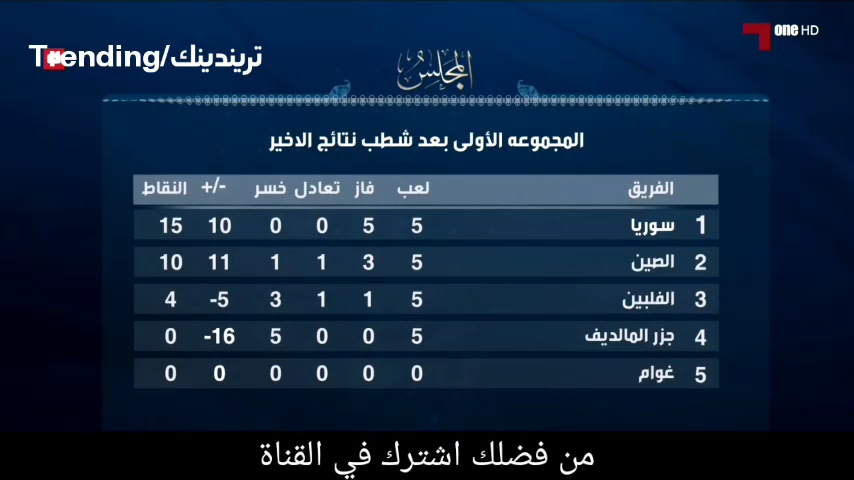 Trending/تريندينك
one HD
المجلس
المجموعه الأولى بعد شطب نتائج الاخير
الفريق لعب فاز تعادل خسر +/- النقاط
1 سوريا 5 5 0 0 10 15
2 الصين 5 3 1 1 11 10
3 الفلبين 5 1 1 3 -5 4
4 جزر المالديف 5 0 0 5 -16 0
5 غوام 0 0 0 0 0 0
من فضلك اشترك في القناة